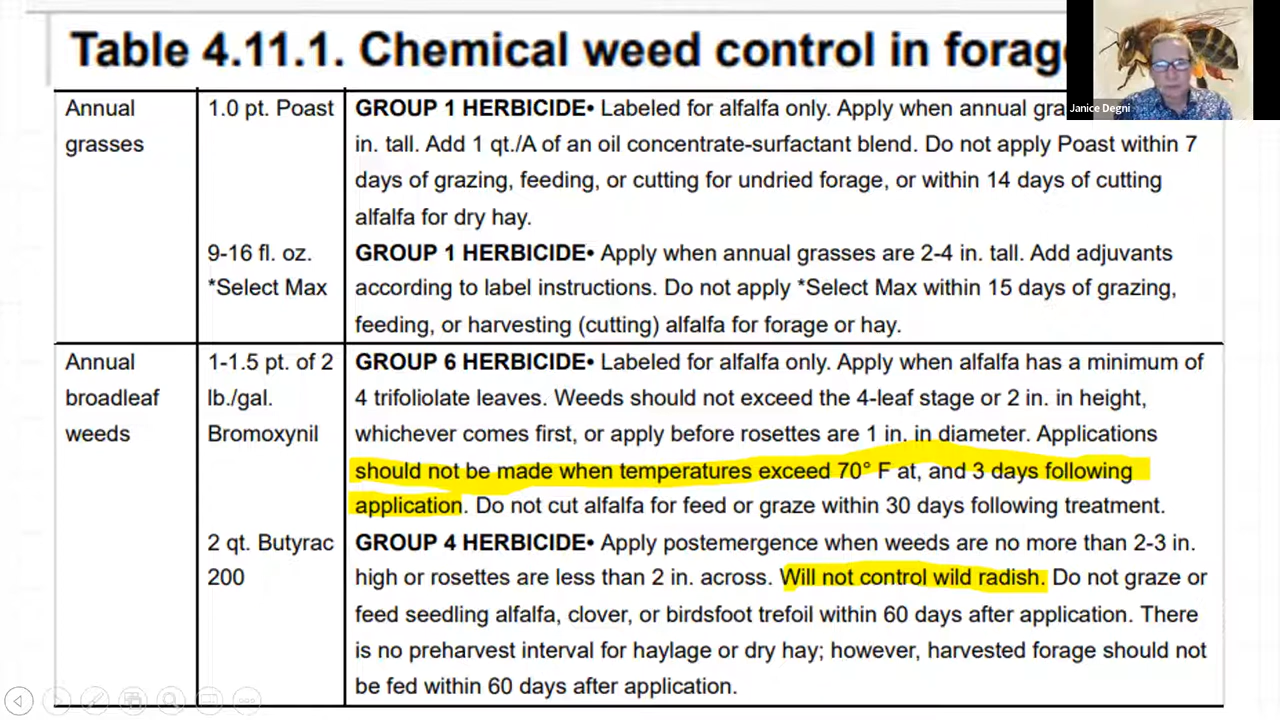 Table 4.11.1. Chemical weed control in forag
Janice Degni
Annual
grasses
1.0 pt. Poast
GROUP 1 HERBICIDE• Labeled for alfalfa only. Apply when annual gra
in. tall. Add 1 qt./A of an oil concentrate-surfactant blend. Do not apply Poast within 7
days of grazing, feeding, or cutting for undried forage, or within 14 days of cutting
alfalfa for dry hay.
9-16 fl. oz.
*Select Max
GROUP 1 HERBICIDE• Apply when annual grasses are 2-4 in. tall. Add adjuvants
according to label instructions. Do not apply *Select Max within 15 days of grazing,
feeding, or harvesting (cutting) alfalfa for forage or hay.
Annual
broadleaf
weeds
1-1.5 pt. of 2
lb./gal.
Bromoxynil
GROUP 6 HERBICIDE• Labeled for alfalfa only. Apply when alfalfa has a minimum of
4 trifoliolate leaves. Weeds should not exceed the 4-leaf stage or 2 in. in height,
whichever comes first, or apply before rosettes are 1 in. in diameter. Applications
should not be made when temperatures exceed 70° F at, and 3 days following
application. Do not cut alfalfa for feed or graze within 30 days following treatment.
2 qt. Butyrac
200
GROUP 4 HERBICIDE• Apply postemergence when weeds are no more than 2-3 in.
high or rosettes are less than 2 in. across. Will not control wild radish. Do not graze or
feed seedling alfalfa, clover, or birdsfoot trefoil within 60 days after application. There
is no preharvest interval for haylage or dry hay; however, harvested forage should not
be fed within 60 days after application.